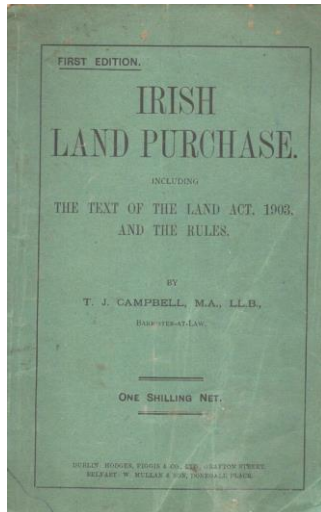 FIRST EDITION.
IRISH
LAND PURCHASE.
INCLUDING
THE TEXT OF THE LAND ACT, 1903,
AND THE RULES.
BY
T. J. CAMPBELL, M.A., LL.B.,
BARRISTER-AT-LAW.
ONE SHILLING NET.
DUBLIN: HODGES, FIGGIS & CO., LTD., GRAFTON STREET.
BELFAST: W. MULLAN & SON, DONEGALL PLACE.